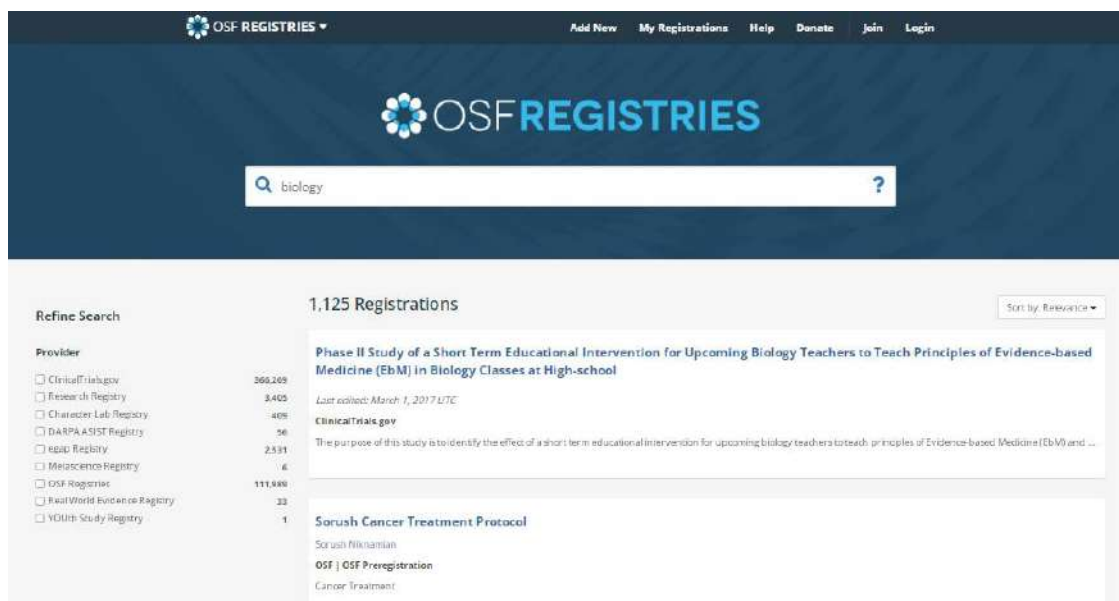 OSF REGISTRIES
Add New My Registrations Help Donate Join Login
OSFREGISTRIES
biology ?
Refine Search
Provider
ClinicalTrials.gov 366,269
Research Registry 3,405
Character Lab Registry 409
DARPA ASIST Registry 56
egap Registry 2,531
Metascience Registry 6
OSF Registries 111,989
Real World Evidence Registry 33
YOUth Study Registry 1
1,125 Registrations
Sort by: Relevance
Phase II Study of a Short Term Educational Intervention for Upcoming Biology Teachers to Teach Principles of Evidence-based
Medicine (EbM) in Biology Classes at High-school
Last edited: March 1, 2017 UTC
ClinicalTrials.gov
The purpose of this study is to identify the effect of a short term educational intervention for upcoming biology teachers to teach principles of Evidence-based Medicine (EbM) and ...
Sorush Cancer Treatment Protocol
Sorush Niknamian
OSF | OSF Preregistration
Cancer Treatment